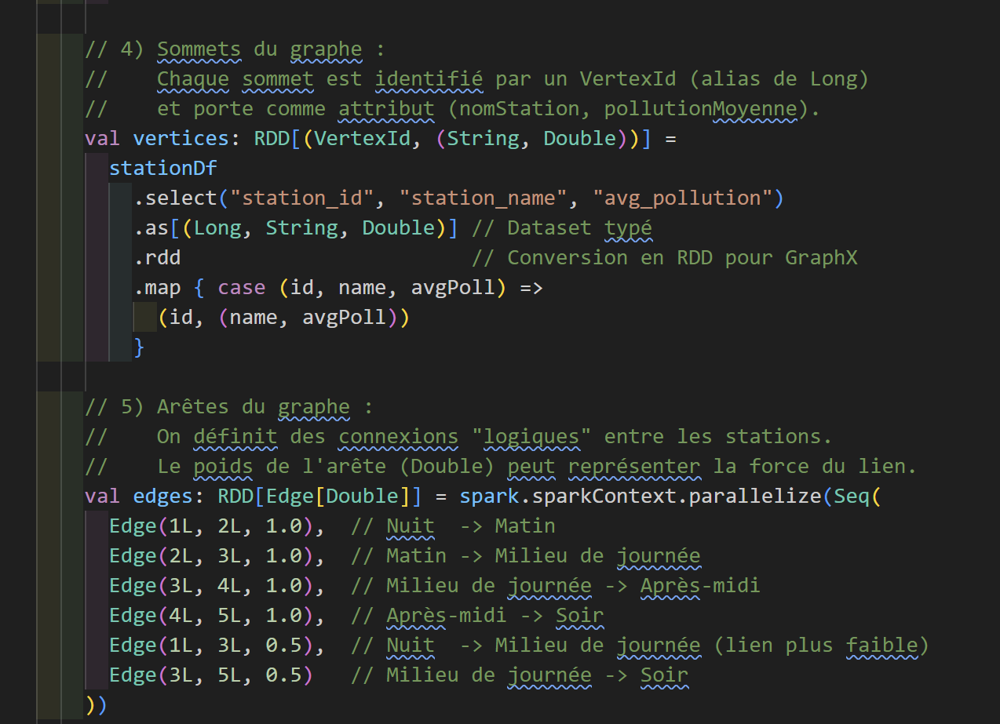 // 4) Sommets du graphe :
//    Chaque sommet est identifié par un VertexId (alias de Long)
//    et porte comme attribut (nomStation, pollutionMoyenne).
val vertices: RDD[(VertexId, (String, Double))] =
  stationDf
    .select("station_id", "station_name", "avg_pollution")
    .as[(Long, String, Double)] // Dataset typé
    .rdd                        // Conversion en RDD pour GraphX
    .map { case (id, name, avgPoll) =>
      (id, (name, avgPoll))
    }
// 5) Arêtes du graphe :
//    On définit des connexions "logiques" entre les stations.
//    Le poids de l'arête (Double) peut représenter la force du lien.
val edges: RDD[Edge[Double]] = spark.sparkContext.parallelize(Seq(
  Edge(1L, 2L, 1.0),  // Nuit  -> Matin
  Edge(2L, 3L, 1.0),  // Matin -> Milieu de journée
  Edge(3L, 4L, 1.0),  // Milieu de journée -> Après-midi
  Edge(4L, 5L, 1.0),  // Après-midi -> Soir
  Edge(1L, 3L, 0.5),  // Nuit  -> Milieu de journée (lien plus faible)
  Edge(3L, 5L, 0.5)   // Milieu de journée -> Soir
))